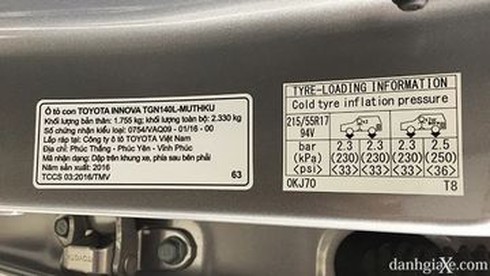 Ô tô con TOYOTA INNOVA TGN140L-MUTHKU
Khối lượng bản thân: 1.755 kg; khối lượng toàn bộ: 2.330 kg
Số chứng nhận kiểu loại: 0754/VAQ09 - 01/16 - 00
Lắp ráp tại: Công ty ô tô TOYOTA Việt Nam
Địa chỉ: Phúc Thắng - Phúc Yên - Vĩnh Phúc
Mã nhận dạng: Dập trên khung xe, phía sau bên phải
Năm sản xuất: 2016
TCCS 03:2016/TMV
63
TYRE-LOADING INFORMATION
Cold tyre inflation pressure
215/55R17
94V
bar 2.3 2.3 2.3 2.5
(kPa) (230) (230) (230) (250)
<psi> <33> <33> <33> <36>
0KJ70 T8
danhgiaXe.com